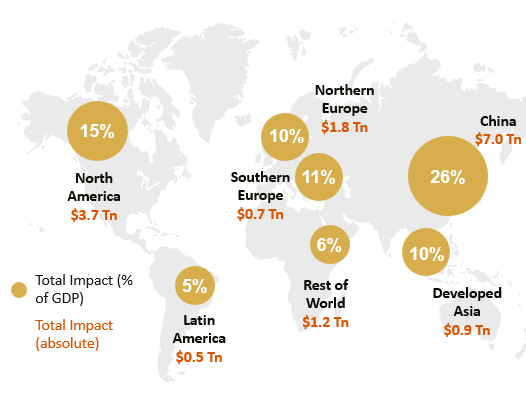 15%
North
America
$3.7 Tn
Northern
Europe
$1.8 Tn
10%
Southern
Europe
$0.7 Tn
11%
China
$7.0 Tn
26%
6%
Rest of
World
$1.2 Tn
10%
Developed
Asia
$0.9 Tn
5%
Latin
America
$0.5 Tn
Total Impact (%
of GDP)
Total Impact
(absolute)